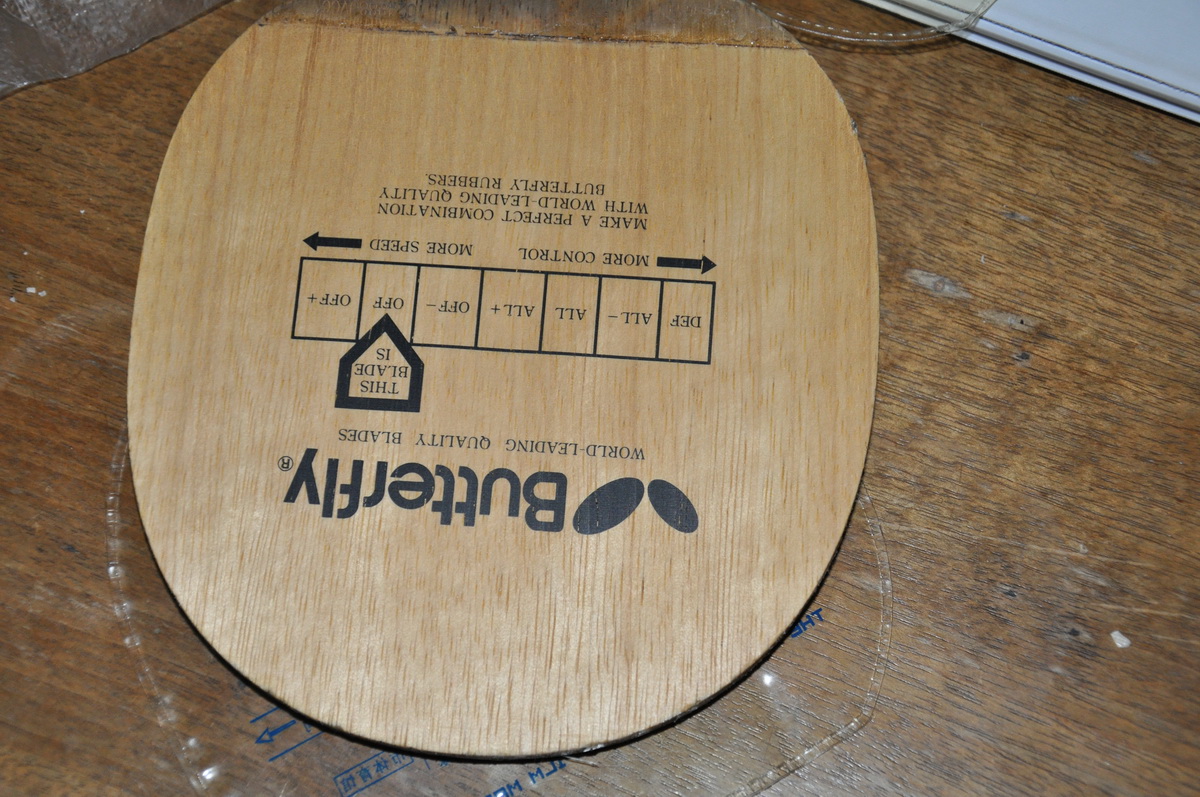 Butterfly®
WORLD-LEADING QUALITY BLADES
THIS
BLADE
IS
DEF ALL− ALL ALL+ OFF− OFF OFF+
MORE CONTROL MORE SPEED
MAKE A PERFECT COMBINATION
WITH WORLD-LEADING QUALITY
BUTTERFLY RUBBERS.
THE